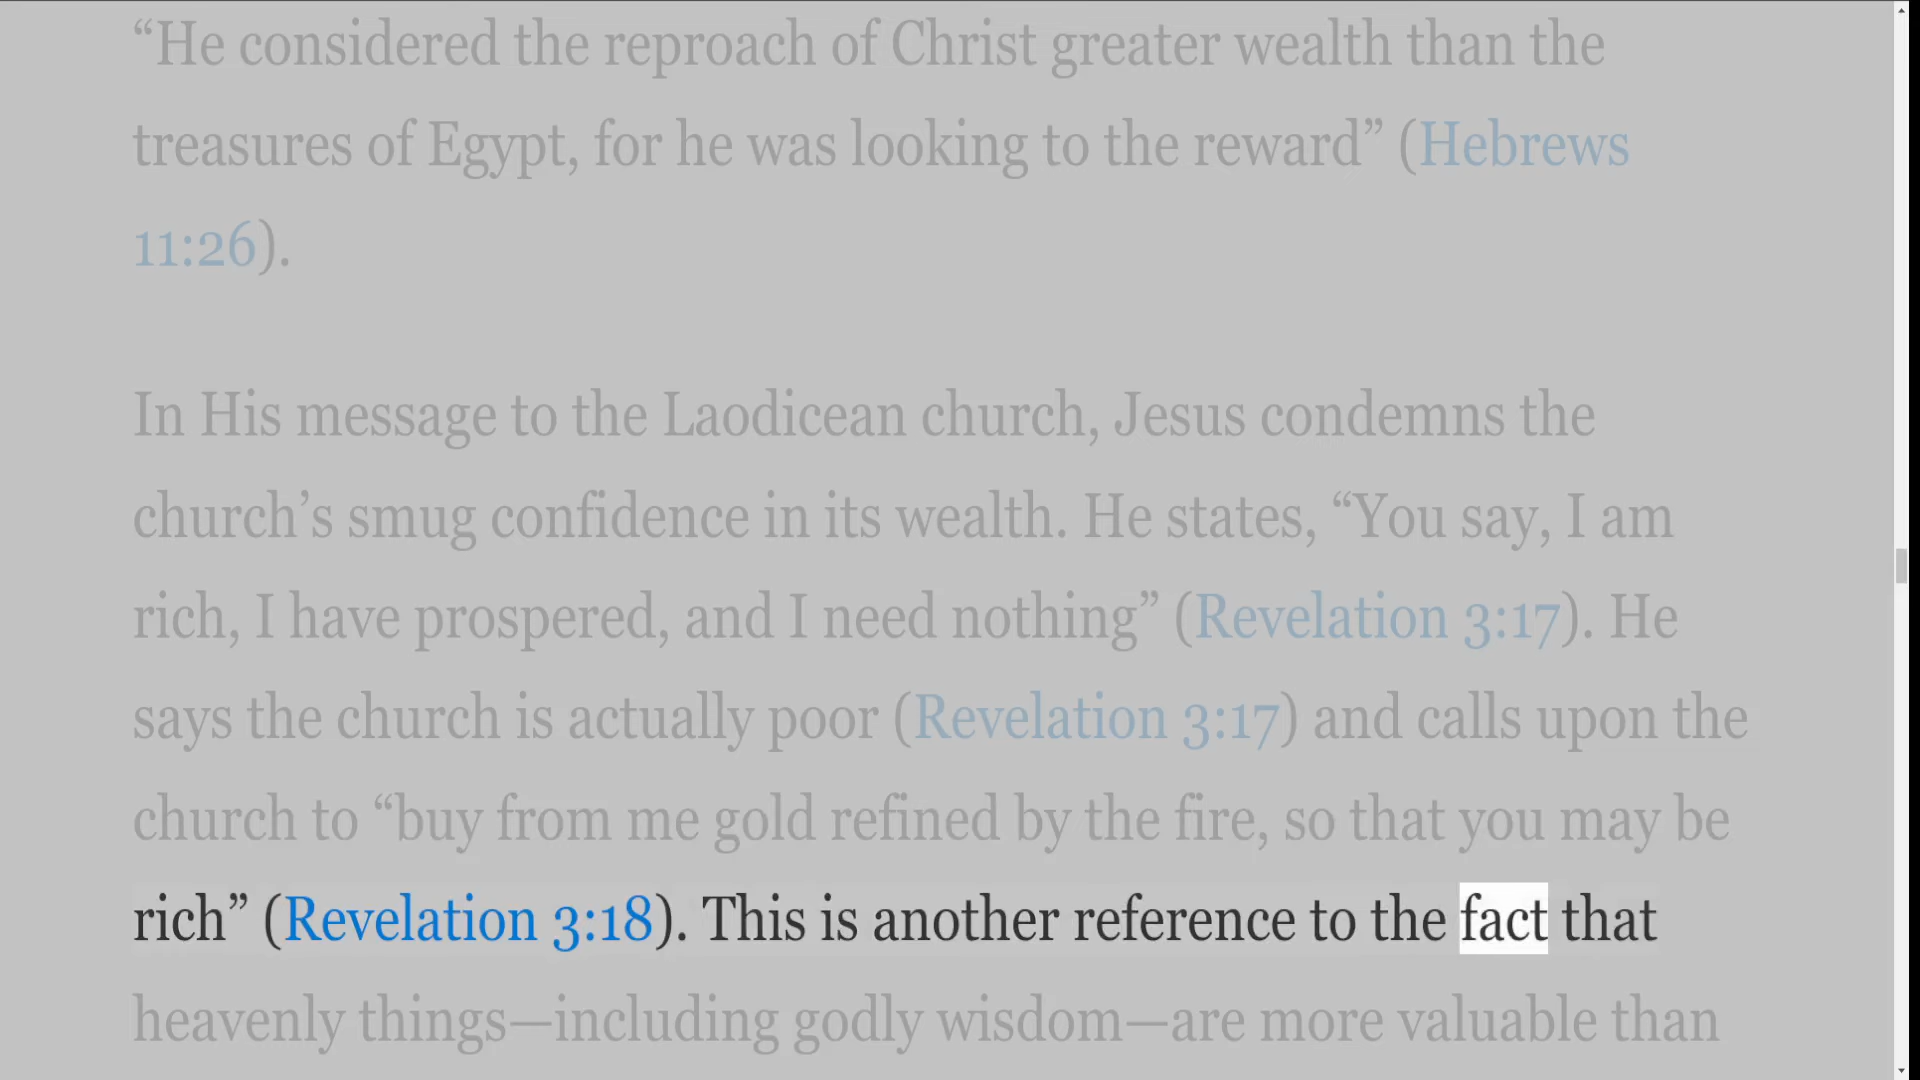 “He considered the reproach of Christ greater wealth than the
treasures of Egypt, for he was looking to the reward” (Hebrews
11:26).
In His message to the Laodicean church, Jesus condemns the
church’s smug confidence in its wealth. He states, “You say, I am
rich, I have prospered, and I need nothing” (Revelation 3:17). He
says the church is actually poor (Revelation 3:17) and calls upon the
church to “buy from me gold refined by the fire, so that you may be
rich” (Revelation 3:18). This is another reference to the fact that
heavenly things—including godly wisdom—are more valuable than